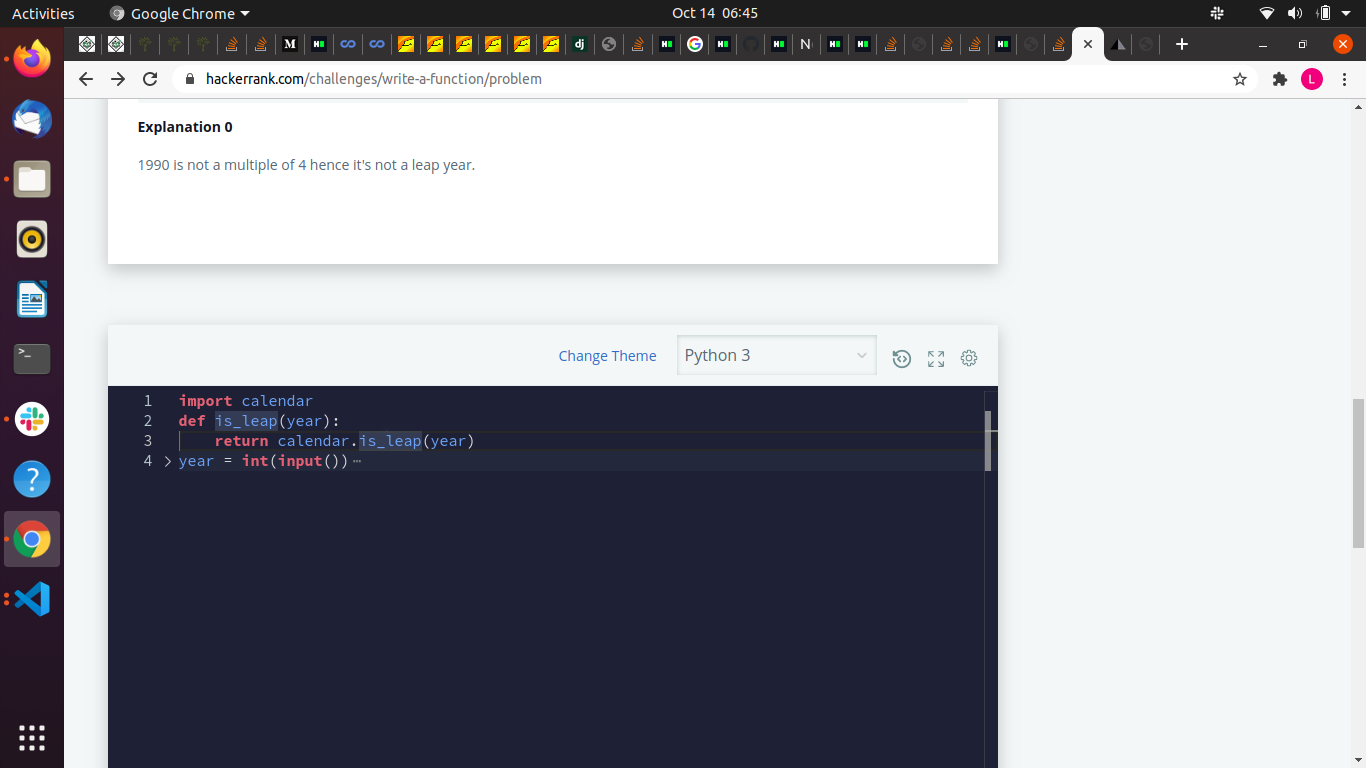 Activities
Google Chrome
Oct 14 06:45
hackerrank.com/challenges/write-a-function/problem
L
Explanation 0
1990 is not a multiple of 4 hence it's not a leap year.
Change Theme
Python 3
1 import calendar
2 def is_leap(year):
3 return calendar.is_leap(year)
4 > year = int(input())⋯